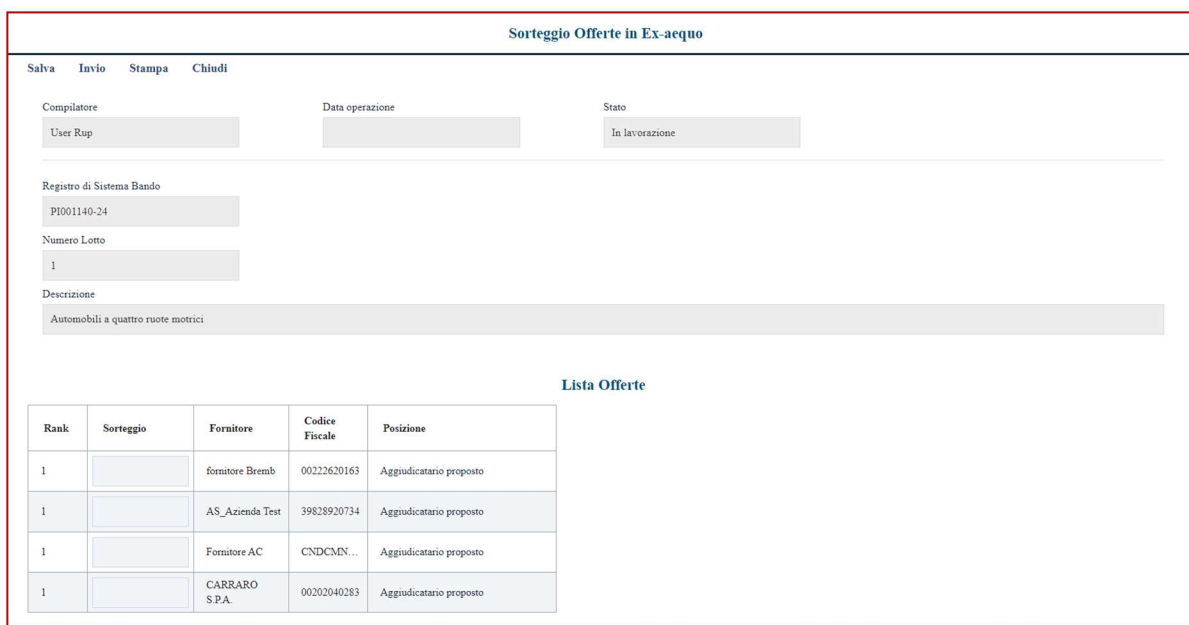 Sorteggio Offerte in Ex-aequo
Salva Invio Stampa Chiudi
Compilatore Data operazione Stato
User Rup In lavorazione
Registro di Sistema Bando
PI001140-24
Numero Lotto
1
Descrizione
Automobili a quattro ruote motrici
Lista Offerte
Rank Sorteggio Fornitore Codice Fiscale Posizione
1 fornitore Bremb 00222620163 Aggiudicatario proposto
1 AS_Azienda Test 39828920734 Aggiudicatario proposto
1 Fornitore AC CNDCMN... Aggiudicatario proposto
1 CARRARO S.P.A. 00202040283 Aggiudicatario proposto